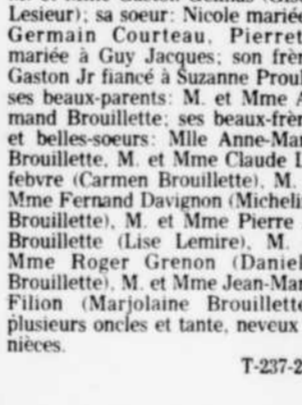 Lesieur); sa soeur: Nicole mariée
Germain Courteau, Pierret
mariée à Guy Jacques; son frèr
Gaston Jr fiancé à Suzanne Proul
ses beaux-parents: M. et Mme A
mand Brouillette; ses beaux-frèr
et belles-soeurs: Mlle Anne-Mar
Brouillette, M. et Mme Claude L
febvre (Carmen Brouillette), M.
Mme Fernand Davignon (Michelin
Brouillette), M. et Mme Pierre
Brouillette (Lise Lemire), M.
Mme Roger Grenon (Daniel
Brouillette), M. et Mme Jean-Mar
Filion (Marjolaine Brouillette
plusieurs oncles et tante, neveux
nièces.
T-237-2